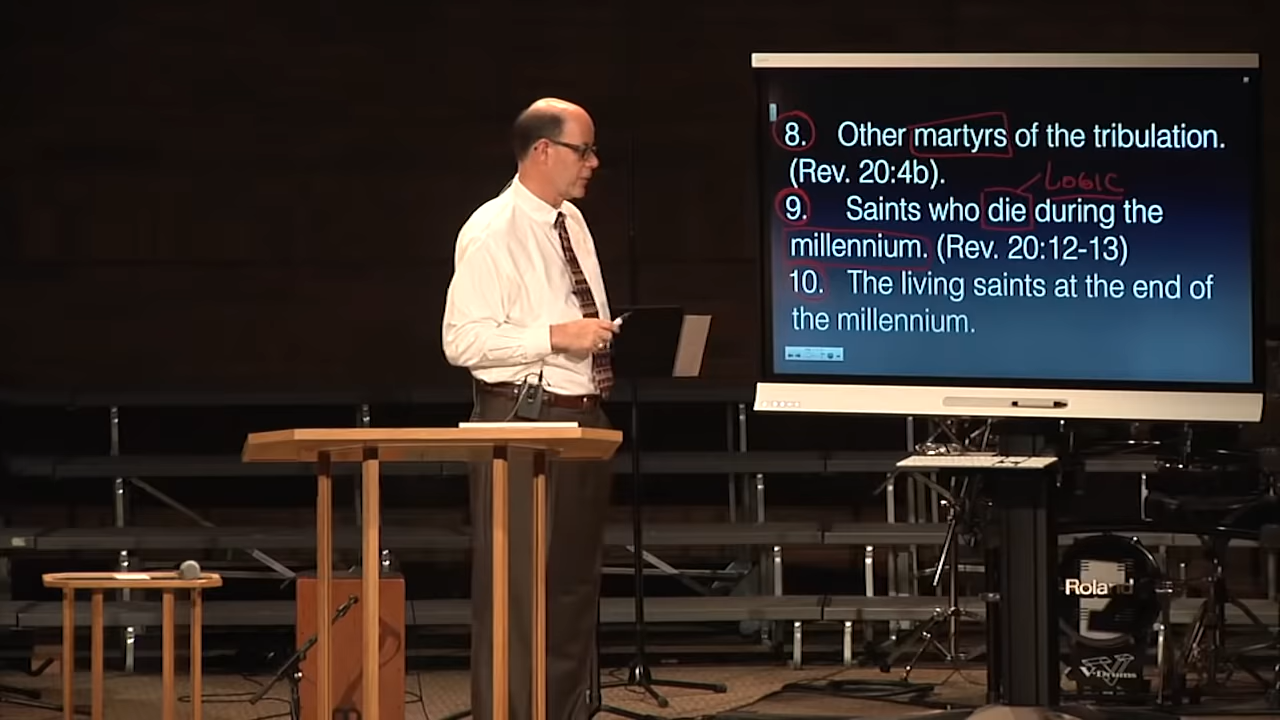 8. Other martyrs of the tribulation.
(Rev. 20:4b).
LOGIC
9. Saints who die during the
millennium. (Rev. 20:12-13)
10. The living saints at the end of
the millennium.
Roland
V-Drums